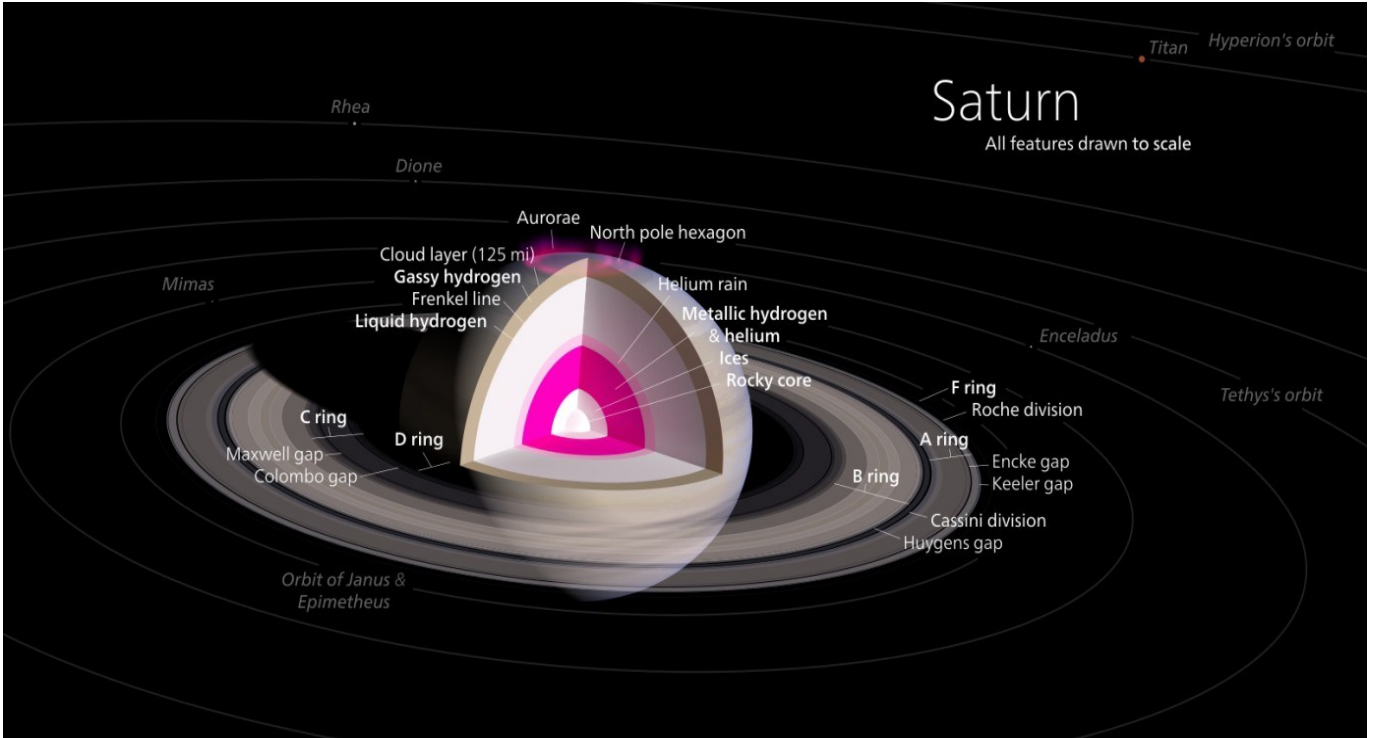 Titan
Hyperion's orbit
Saturn
All features drawn to scale
Rhea
Dione
Aurorae
North pole hexagon
Cloud layer (125 mi)
Gassy hydrogen
Frenkel line
Liquid hydrogen
Mimas
Helium rain
Metallic hydrogen
& helium
Ices
Rocky core
Enceladus
Tethys's orbit
F ring
Roche division
A ring
Encke gap
Keeler gap
B ring
Cassini division
Huygens gap
C ring
Maxwell gap
Colombo gap
D ring
Orbit of Janus &
Epimetheus